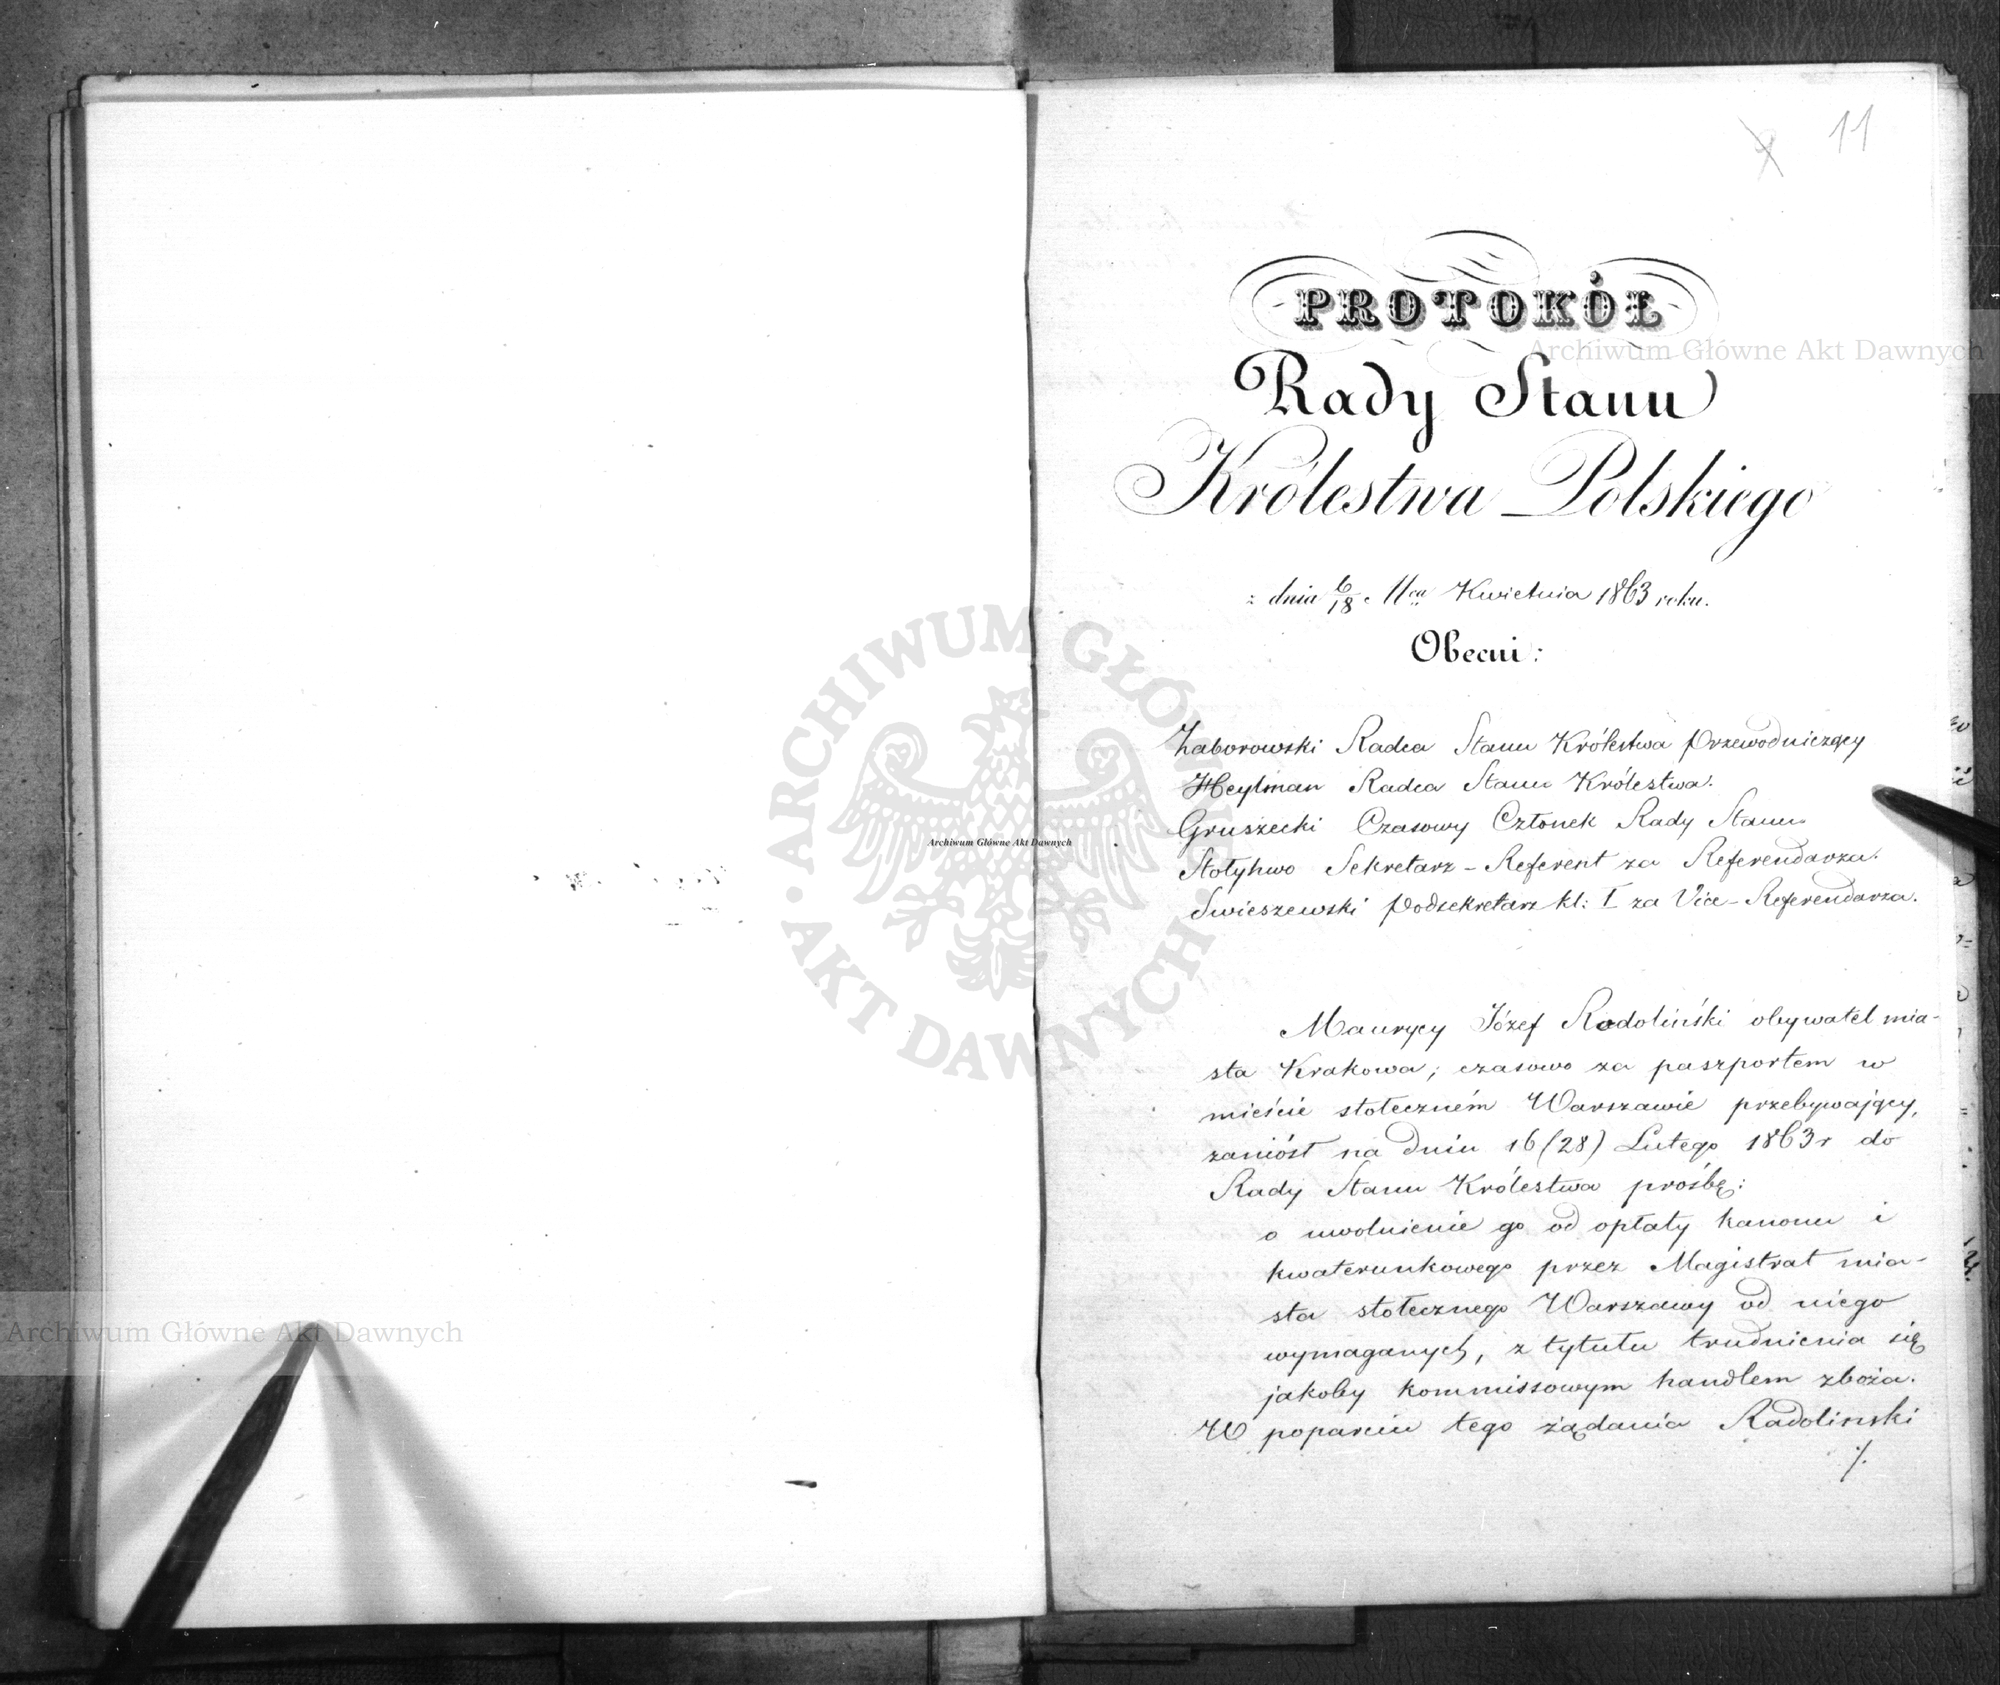 11
PROTOKÓŁ
Rady Stanu
Królestwa Polskiego
z dnia 6/18 Mca Kwietnia 1863 roku.
Obecni:
Zaborowski Radca Stanu Królestwa Przewodniczący
Heylman Radca Stanu Królestwa.
Gruszecki Czasowy Członek Rady Stanu
Stołyhwo Sekretarz - Referent za Referendarza.
Swieszewski Podsekretarz kl: I za Vice-Referendarza.
Maurycy Józef Radoliński obywatel mia-
sta Krakowa, czasowo za paszportem w
mieście stołeczném Warszawie przebywający,
zaniósł na dniu 16 (28) Lutego 1863 r do
Rady Stanu Królestwa prośbę:
o uwolnienie go od opłaty kanonu i
kwaterunkowego przez Magistrat mia-
sta stołecznego Warszawy od niego
wymaganych, z tytułu trudnienia się
jakoby kommissowym handlem zboża.
W poparciu tego żądania Radolinski
./.
Archiwum Główne Akt Dawnych
Archiwum Główne Akt Dawnych
Archiwum Główne Akt Dawnych
ARCHIWUM GŁÓWNE AKT DAWNYCH